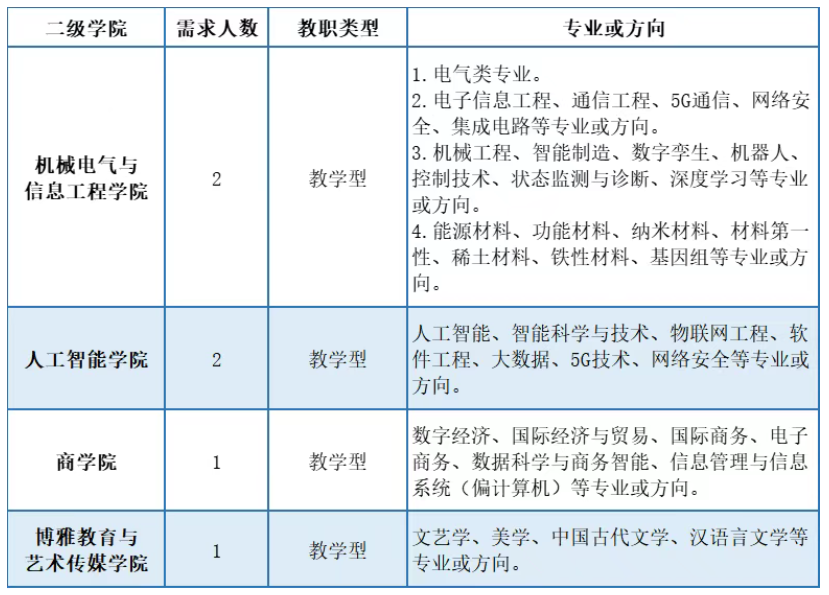 二级学院 需求人数 教职类型 专业或方向
机械电气与
信息工程学院
2
教学型
1.电气类专业。
2.电子信息工程、通信工程、5G通信、网络安
全、集成电路等专业或方向。
3.机械工程、智能制造、数字孪生、机器人、
控制技术、状态监测与诊断、深度学习等专业
或方向。
4.能源材料、功能材料、纳米材料、材料第一
性、稀土材料、铁性材料、基因组等专业或方
向。
人工智能学院
2
教学型
人工智能、智能科学与技术、物联网工程、软
件工程、大数据、5G技术、网络安全等专业或
方向。
商学院
1
教学型
数字经济、国际经济与贸易、国际商务、电子
商务、数据科学与商务智能、信息管理与信息
系统（偏计算机）等专业或方向。
博雅教育与
艺术传媒学院
1
教学型
文艺学、美学、中国古代文学、汉语言文学等
专业或方向。